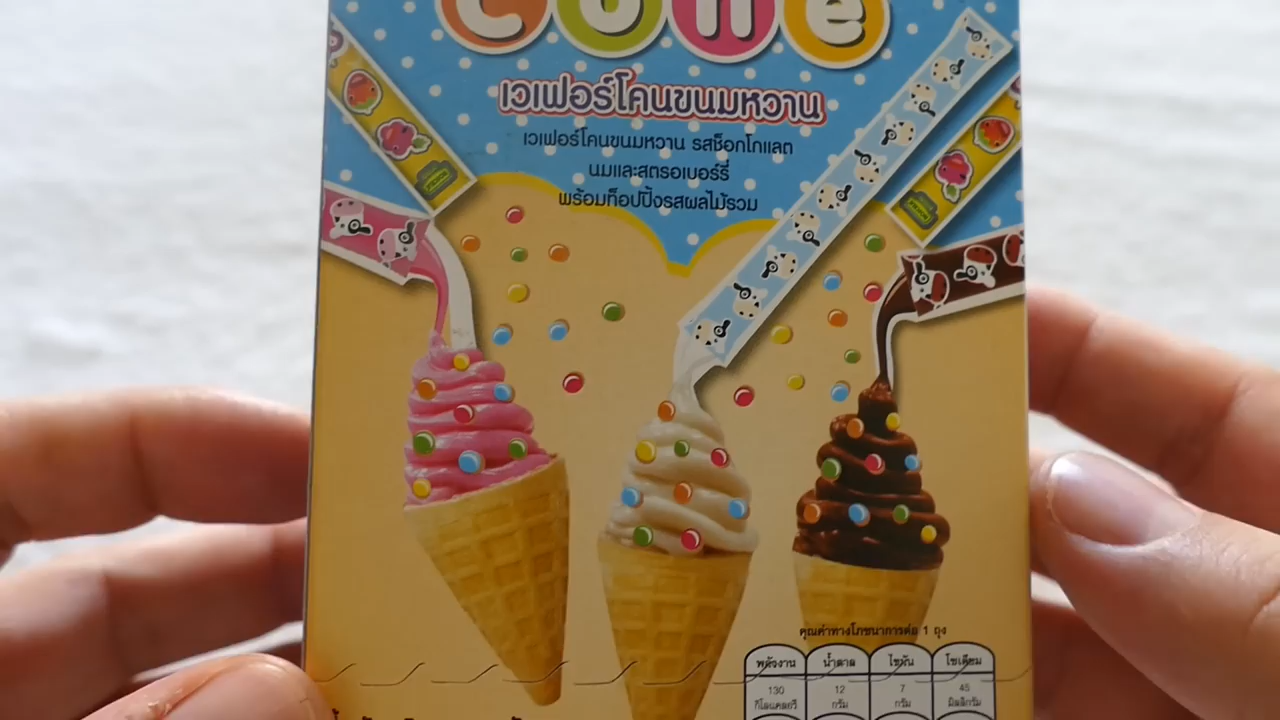 Cone
เวเฟอร์โคนขนมหวาน
เวเฟอร์โคนขนมหวาน รสช็อกโกแลต
นมและสตรอเบอร์รี่
พร้อมท็อปปิ้งรสผลไม้รวม
คุณค่าทางโภชนาการต่อ 1 ถุง
พลังงาน น้ำตาล ไขมัน โซเดียม
130 12 7 45
กิโลแคลอรี กรัม กรัม มิลลิกรัม